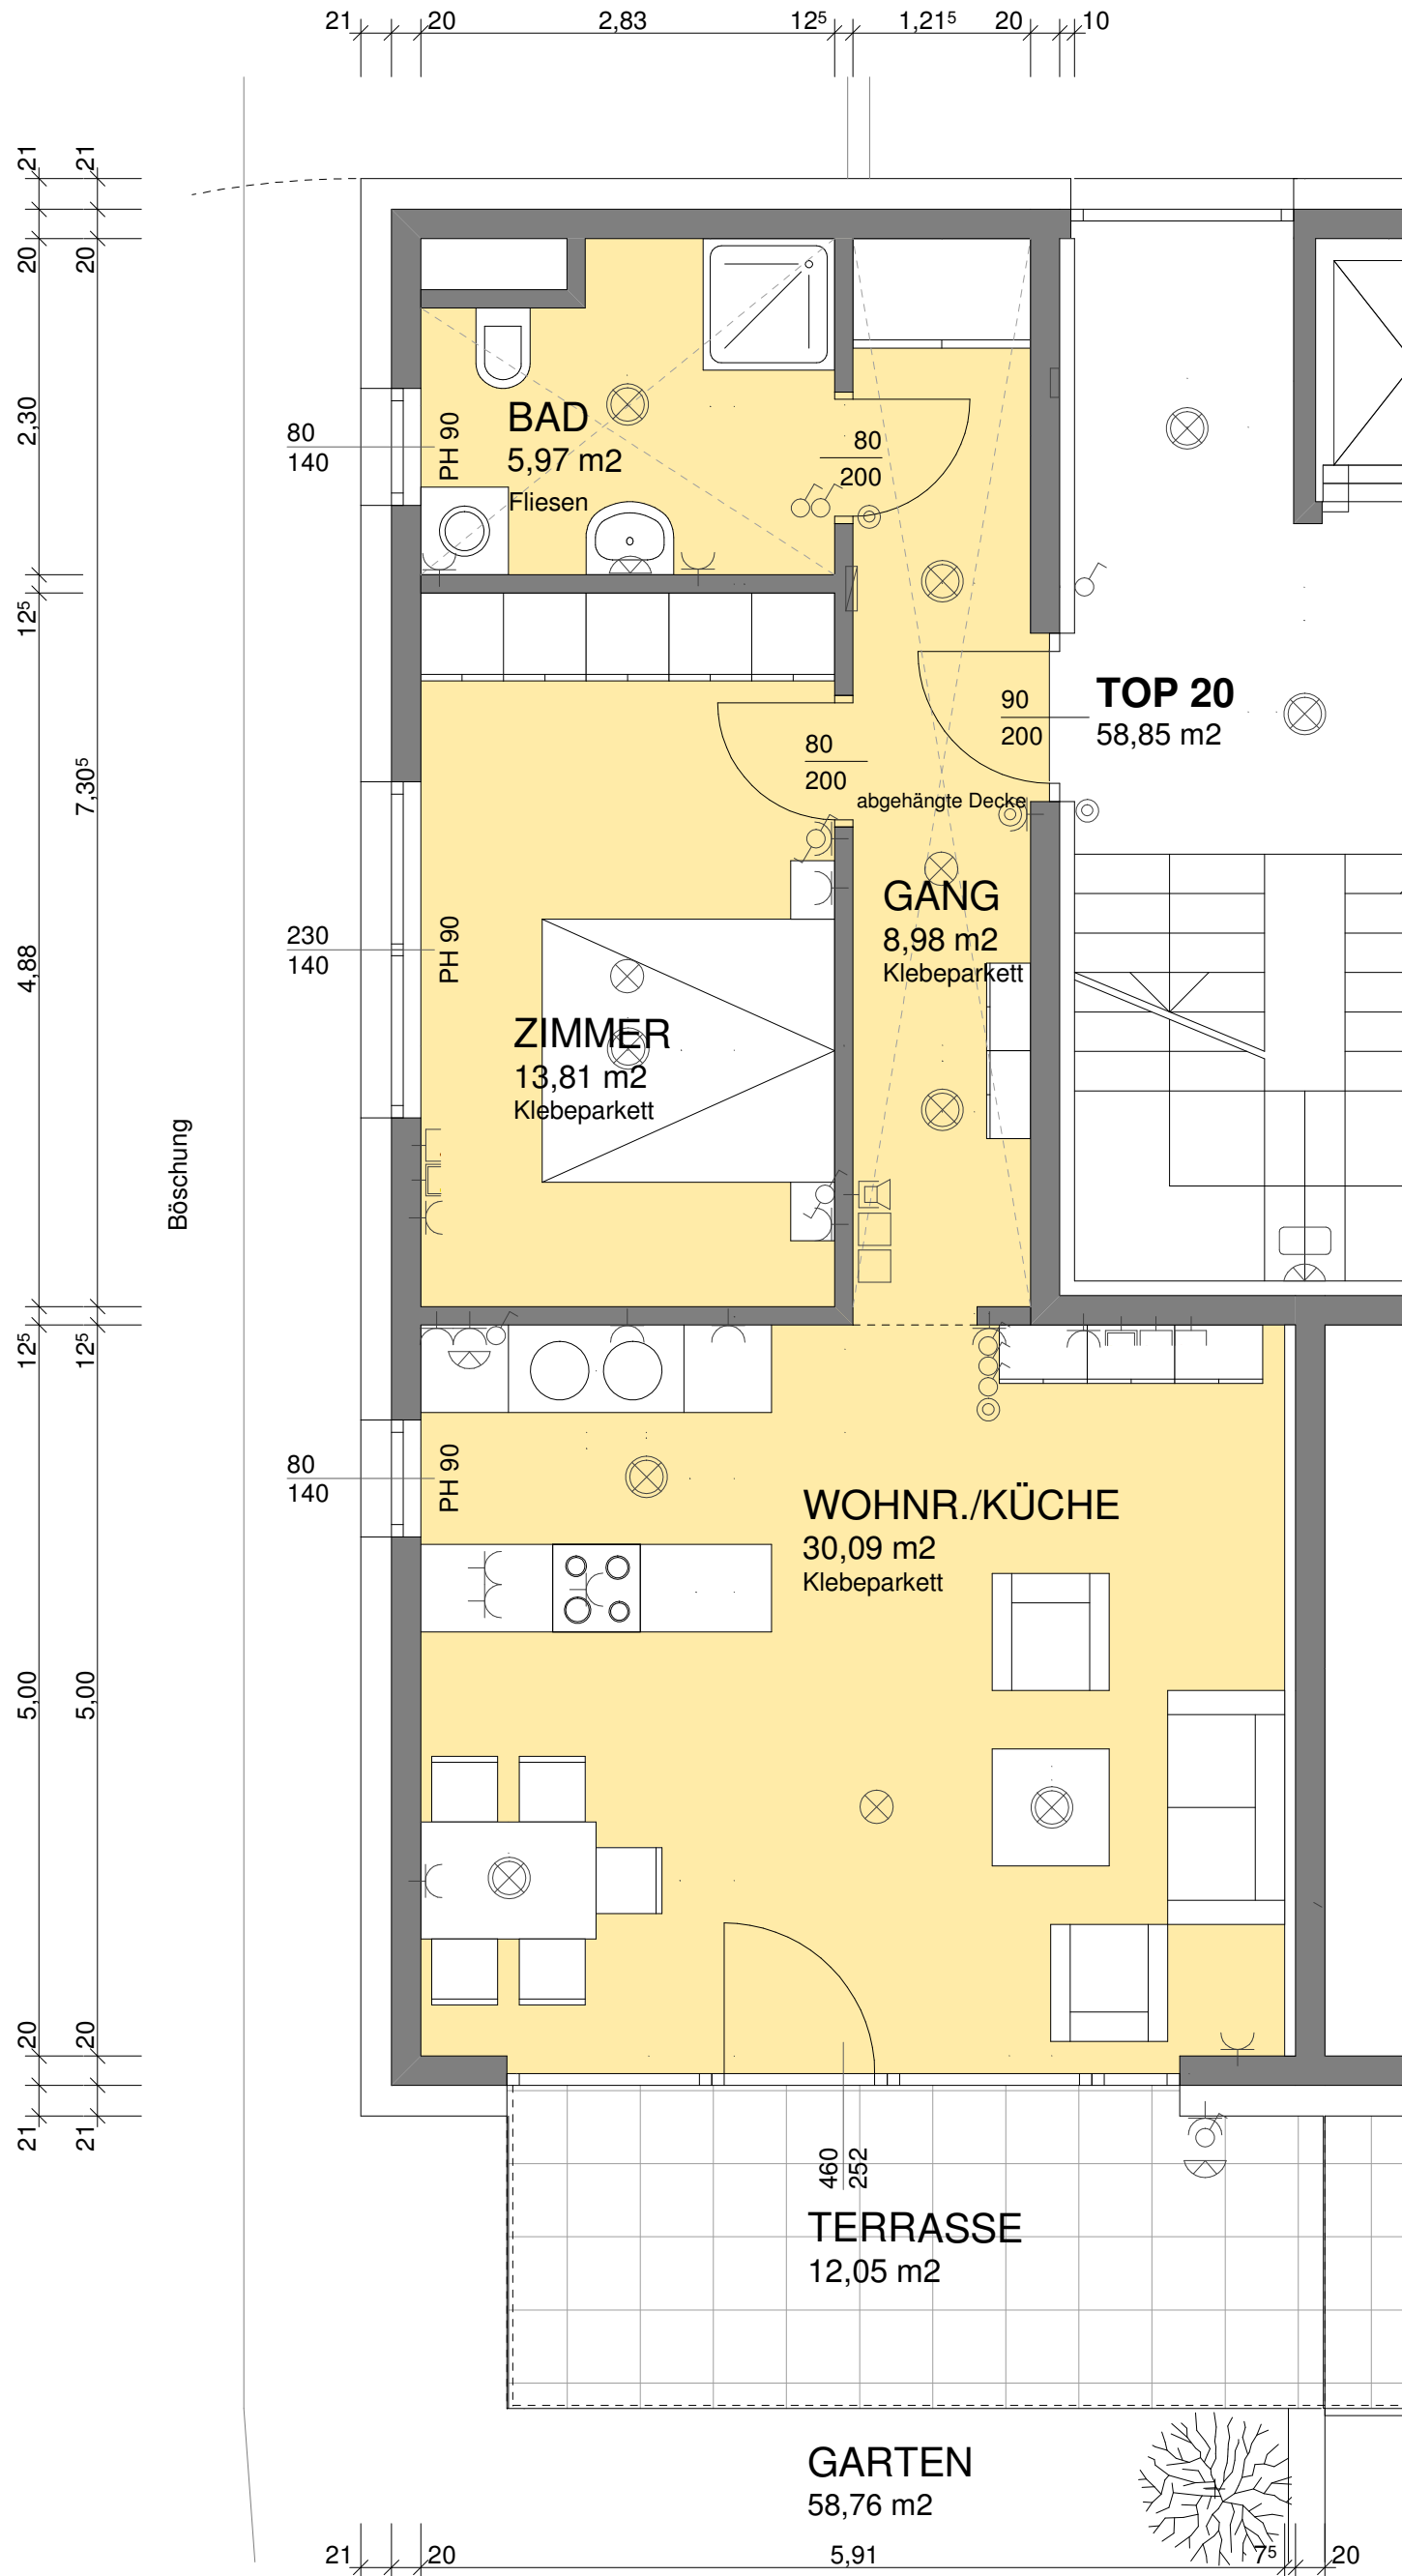 21 20 2,83 12⁵ 1,21⁵ 20 10
21 21
20 20
2,30
12⁵
7,30⁵
4,88
12⁵ 12⁵
5,00 5,00
20 20
21 21
Böschung
80
140
PH 90
BAD
5,97 m2
Fliesen
80
200
90
200
TOP 20
58,85 m2
80
200
abgehängte Decke
GANG
8,98 m2
Klebeparkett
230
140
PH 90
ZIMMER
13,81 m2
Klebeparkett
80
140
PH 90
WOHNR./KÜCHE
30,09 m2
Klebeparkett
460
252
TERRASSE
12,05 m2
GARTEN
58,76 m2
21 20 5,91 7⁵ 20